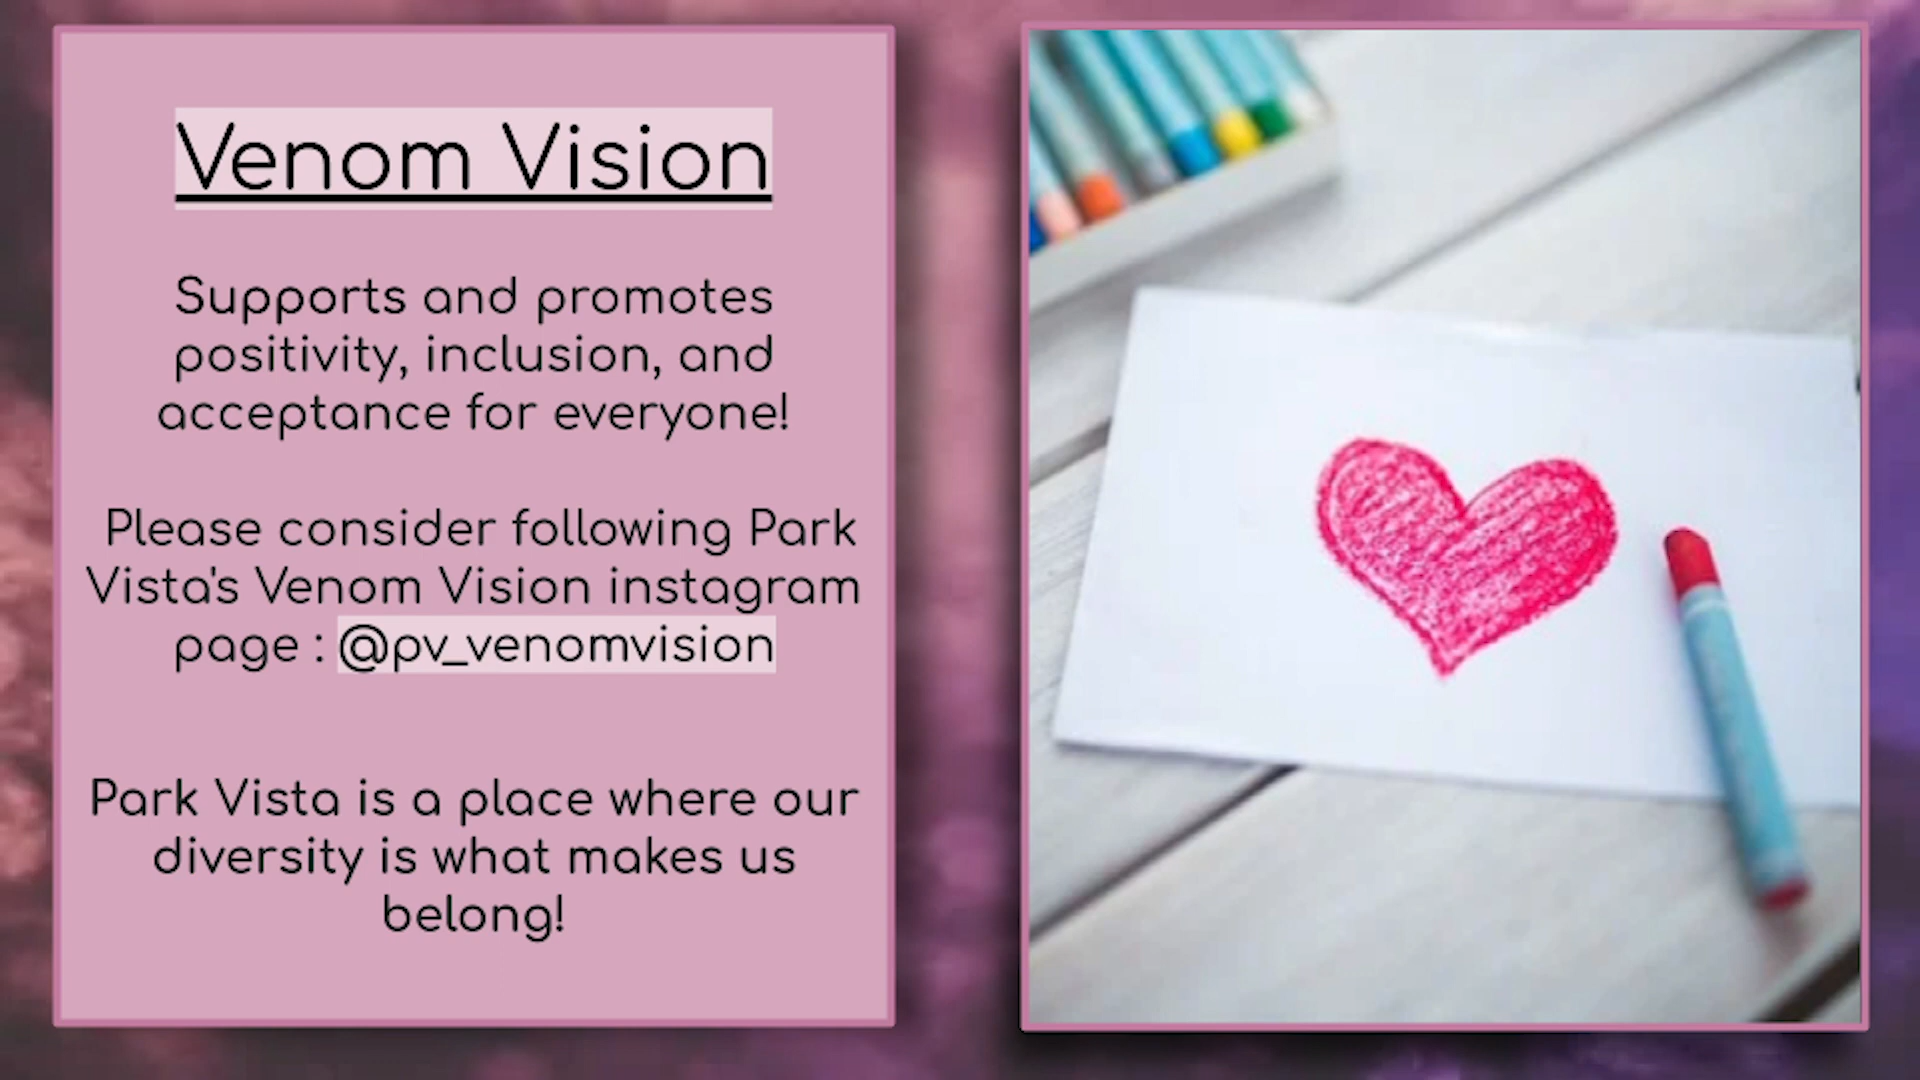 Venom Vision
Supports and promotes
positivity, inclusion, and
acceptance for everyone!
Please consider following Park
Vista's Venom Vision instagram
page : @pv_venomvision
Park Vista is a place where our
diversity is what makes us
belong!